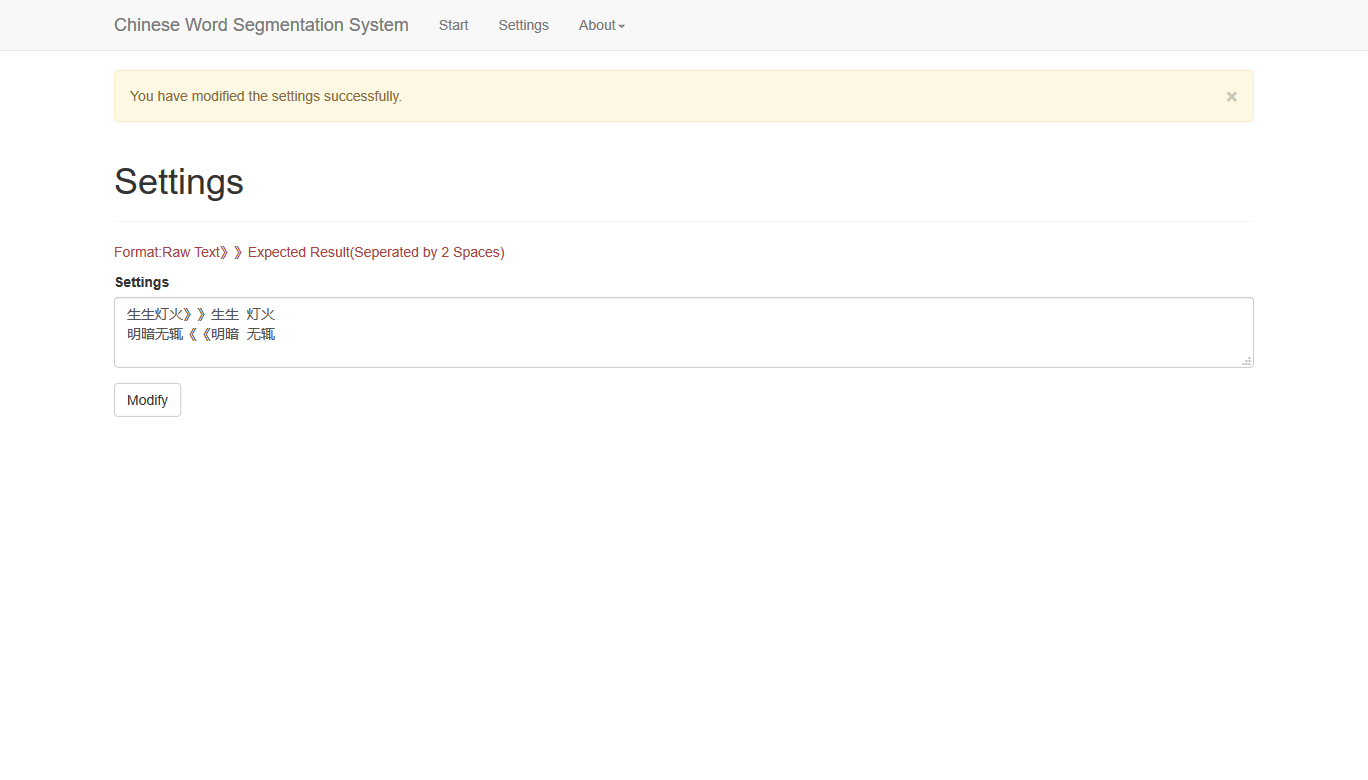 Chinese Word Segmentation System Start Settings About
You have modified the settings successfully. ×
Settings
Format:Raw Text》》Expected Result(Seperated by 2 Spaces)
Settings
生生灯火》》生生  灯火
明暗无辄《《明暗  无辄
Modify